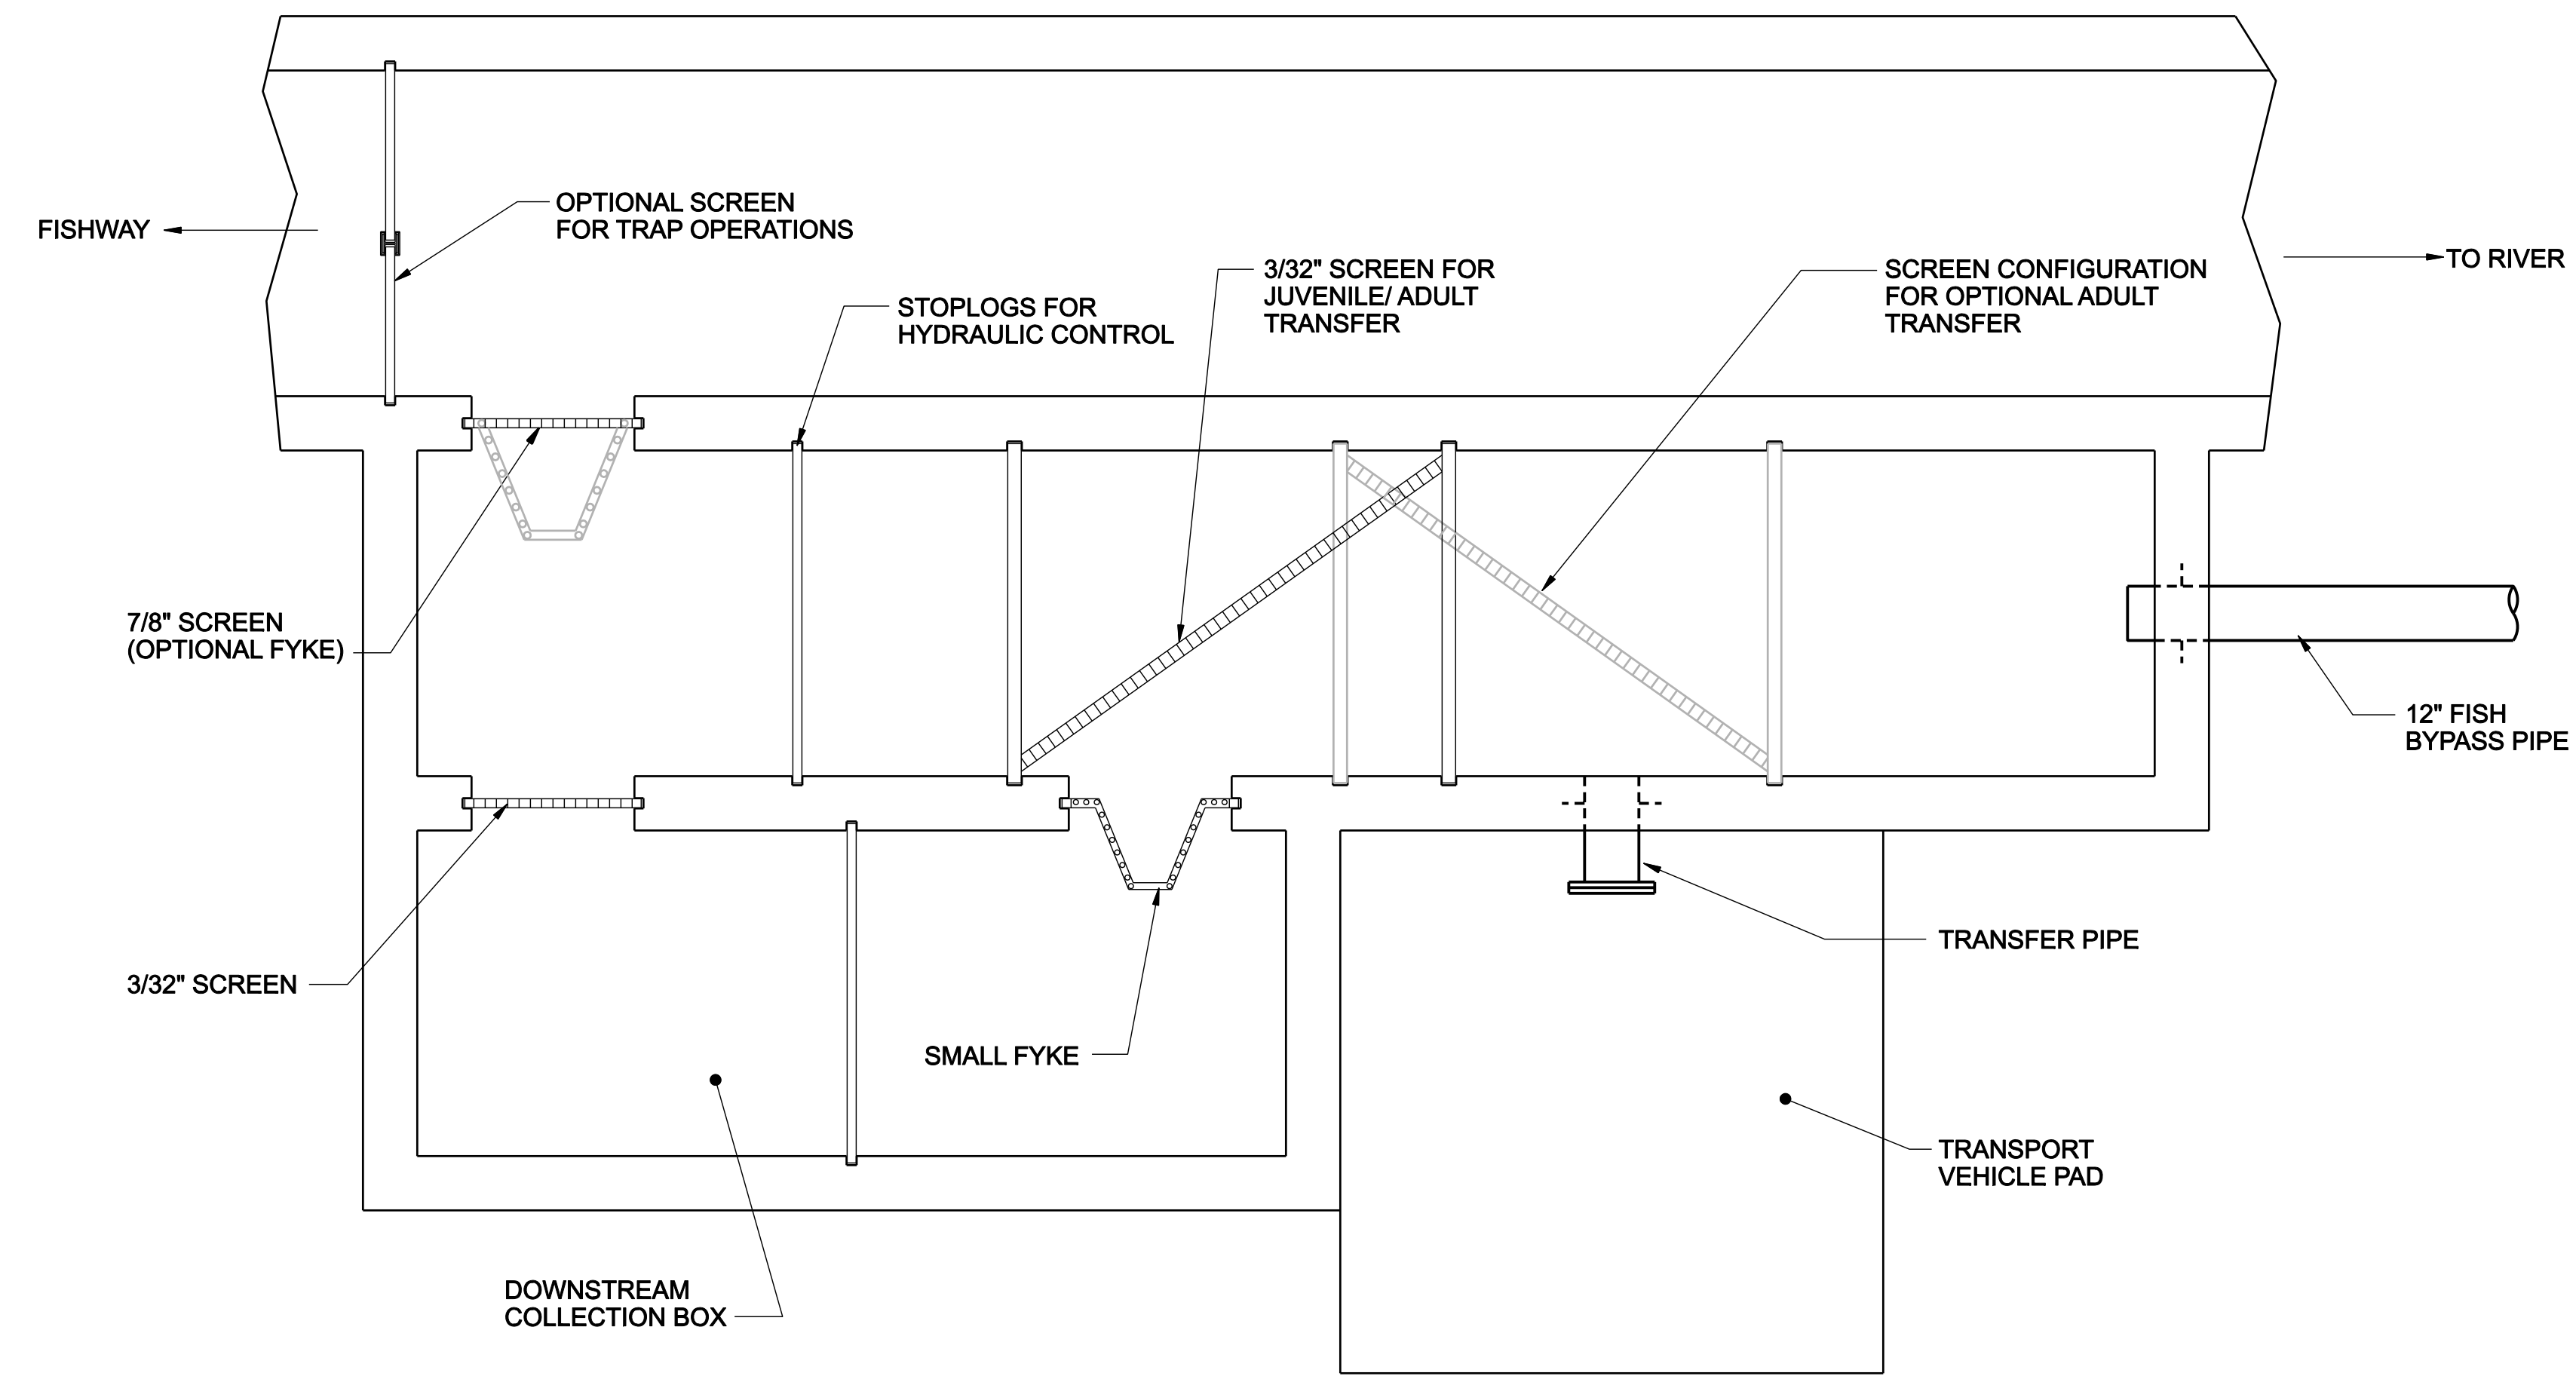 FISHWAY
OPTIONAL SCREEN
FOR TRAP OPERATIONS
STOPLOGS FOR
HYDRAULIC CONTROL
3/32" SCREEN FOR
JUVENILE/ ADULT
TRANSFER
SCREEN CONFIGURATION
FOR OPTIONAL ADULT
TRANSFER
TO RIVER
7/8" SCREEN
(OPTIONAL FYKE)
12" FISH
BYPASS PIPE
3/32" SCREEN
SMALL FYKE
TRANSFER PIPE
TRANSPORT
VEHICLE PAD
DOWNSTREAM
COLLECTION BOX